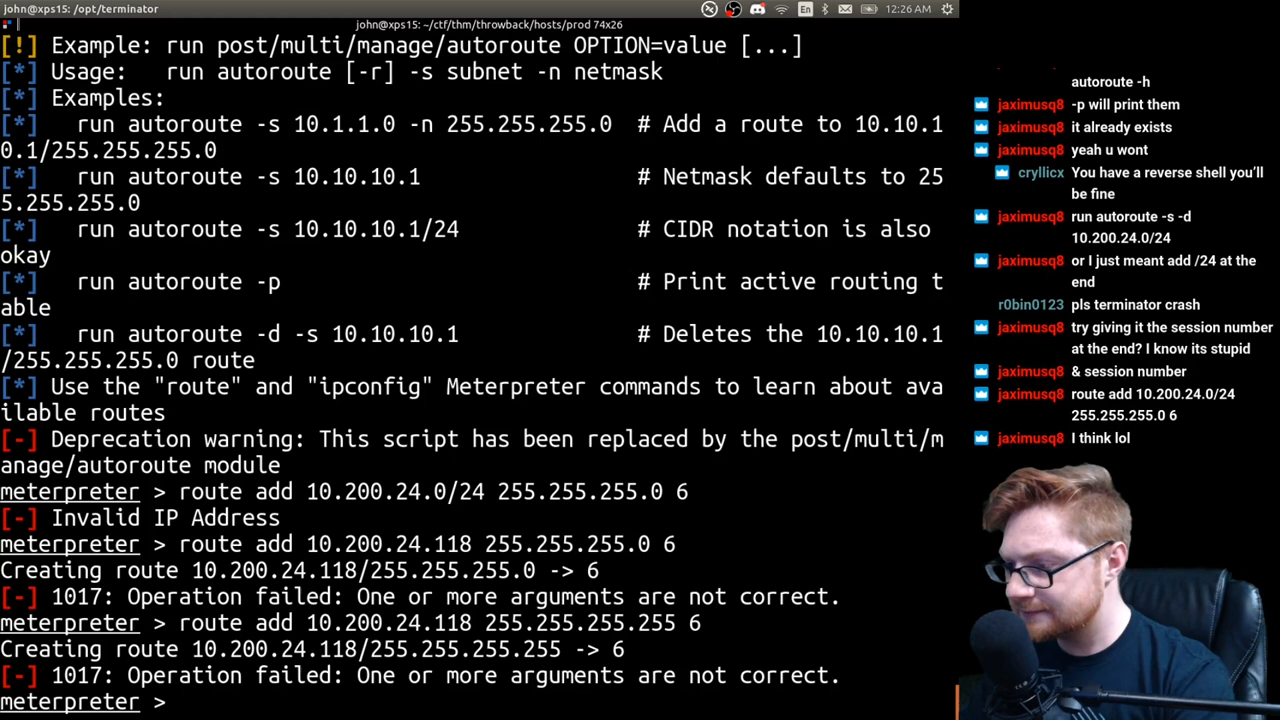 john@xps15: /opt/terminator
En
12:26 AM
john@xps15: ~/ctf/thm/throwback/hosts/prod 74x26
[!] Example: run post/multi/manage/autoroute OPTION=value [...]
[*] Usage:   run autoroute [-r] -s subnet -n netmask
[*] Examples:
[*]   run autoroute -s 10.1.1.0 -n 255.255.255.0  # Add a route to 10.10.1
0.1/255.255.255.0
[*]   run autoroute -s 10.10.10.1                 # Netmask defaults to 25
5.255.255.0
[*]   run autoroute -s 10.10.10.1/24              # CIDR notation is also
okay
[*]   run autoroute -p                            # Print active routing t
able
[*]   run autoroute -d -s 10.10.10.1              # Deletes the 10.10.10.1
/255.255.255.0 route
[*] Use the "route" and "ipconfig" Meterpreter commands to learn about ava
ilable routes
[-] Deprecation warning: This script has been replaced by the post/multi/m
anage/autoroute module
meterpreter > route add 10.200.24.0/24 255.255.255.0 6
[-] Invalid IP Address
meterpreter > route add 10.200.24.118 255.255.255.0 6
Creating route 10.200.24.118/255.255.255.0 -> 6
[-] 1017: Operation failed: One or more arguments are not correct.
meterpreter > route add 10.200.24.118 255.255.255.255 6
Creating route 10.200.24.118/255.255.255.255 -> 6
[-] 1017: Operation failed: One or more arguments are not correct.
meterpreter >
autoroute -h
jaximusq8 -p will print them
jaximusq8 it already exists
jaximusq8 yeah u wont
cryllicx You have a reverse shell you'll
be fine
jaximusq8 run autoroute -s -d
10.200.24.0/24
jaximusq8 or I just meant add /24 at the
end
r0bin0123 pls terminator crash
jaximusq8 try giving it the session number
at the end? I know its stupid
jaximusq8 & session number
jaximusq8 route add 10.200.24.0/24
255.255.255.0 6
jaximusq8 I think lol